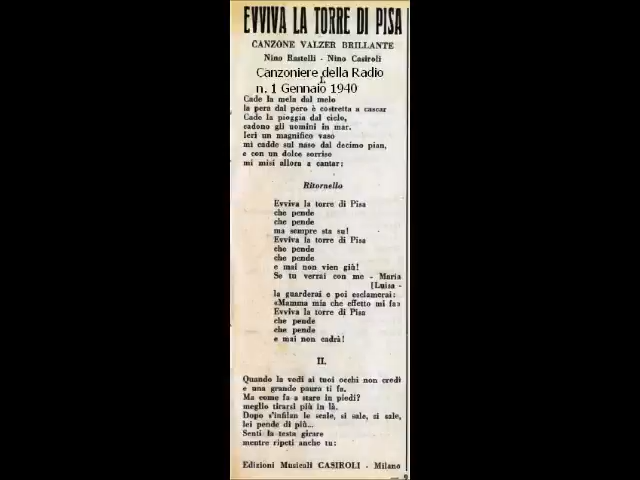 EVVIVA LA TORRE DI PISA
CANZONE VALZER BRILLANTE
Nino Rastelli - Nino Casiroli
Canzoniere della Radio
I.
n. 1 Gennaio 1940
Cade la mela dal melo
la pera dal pero è costretta a cascar
Cade la pioggia dal cielo,
cadono gli uomini in mar.
Ieri un magnifico vaso
mi cadde sul naso dal decimo pian,
e con un dolce sorriso
mi misi allora a cantar:
Ritornello
Evviva la torre di Pisa
che pende
che pende
ma sempre sta su!
Evviva la torre di Pisa
che pende
che pende
e mai non vien giù!
Se tu verrai con me - Maria
[Luisa -
la guarderai e poi esclamerai:
«Mamma mia che effetto mi fa»
Evviva la torre di Pisa
che pende
che pende
e mai non cadrà!
II.
Quando la vedi ai tuoi occhi non credi
e una grande paura ti fa.
Ma come fa a stare in piedi?
meglio tirarsi più in là.
Dopo s'infilan le scale, si sale, si sale,
lei pende di più...
Senti la testa girare
mentre ripeti anche tu:
Edizioni Musicali CASIROLI - Milano